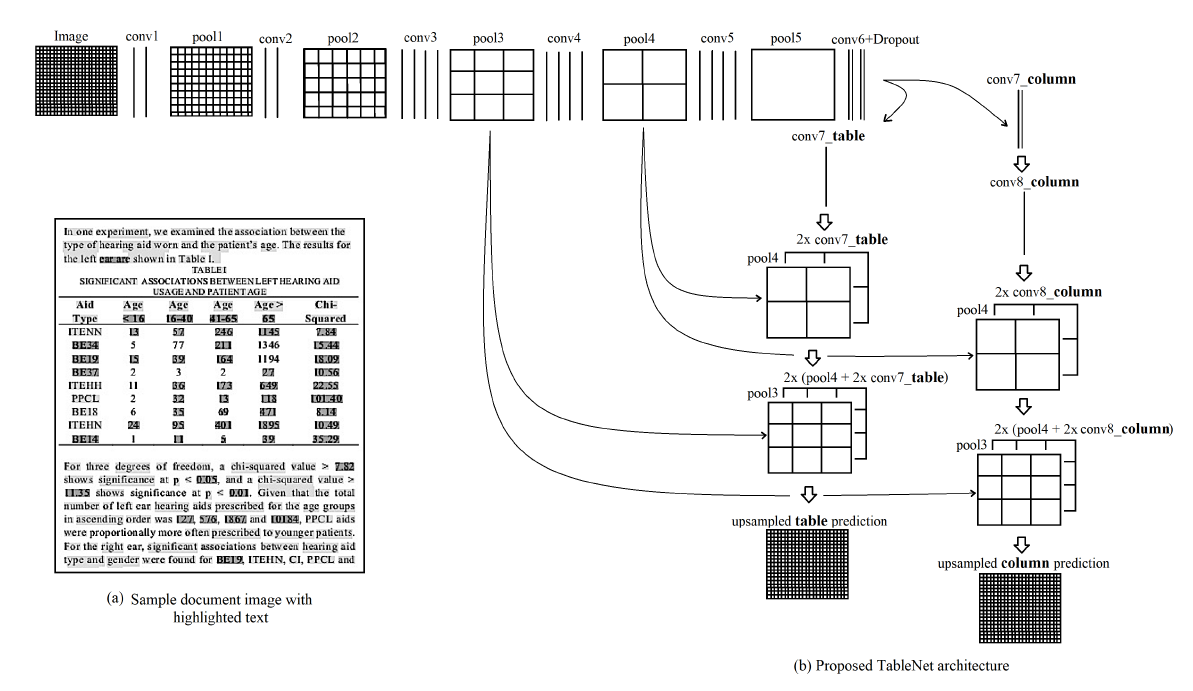 Image
conv1
pool1
conv2
pool2
conv3
pool3
conv4
pool4
conv5
pool5
conv6+Dropout
conv7_column
conv7_table
conv8_column
2x conv7_table
pool4
2x conv8_column
pool4
2x (pool4 + 2x conv7_table)
pool3
2x (pool4 + 2x conv8_column)
pool3
upsampled table prediction
upsampled column prediction
(b) Proposed TableNet architecture
In one experiment, we examined the association between the
type of hearing aid worn and the patient's age. The results for
the left ear are shown in Table I.
TABLE I
SIGNIFICANT ASSOCIATIONS BETWEEN LEFT HEARING AID
USAGE AND PATIENT AGE
Aid Age Age Age Age > Chi-
Type ≤ 16 16-40 41-65 65 Squared
ITENN 13 57 246 1145 7.84
BE34 5 77 211 1346 15.44
BE19 15 39 164 1194 18.09
BE37 2 3 2 27 10.56
ITEHH 11 36 173 649 22.55
PPCL 2 32 13 118 101.40
BE18 6 35 69 471 8.14
ITEHN 24 95 401 1895 10.49
BE14 1 11 5 39 35.29
For three degrees of freedom, a chi-squared value > 7.82
shows significance at p < 0.05, and a chi-squared value >
11.35 shows significance at p < 0.01. Given that the total
number of left ear hearing aids prescribed for the age groups
in ascending order was 127, 576, 1867 and 10184, PPCL aids
were proportionally more often prescribed to younger patients.
For the right ear, significant associations between hearing aid
type and gender were found for BE19, ITEHN, CI, PPCL and
(a) Sample document image with
highlighted text